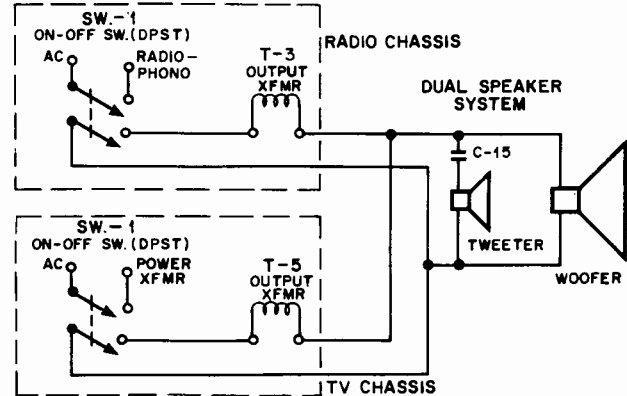 SW.-1
ON-OFF SW.(DPST)
AC
RADIO-
PHONO
T-3
OUTPUT
XFMR
RADIO CHASSIS
DUAL SPEAKER
SYSTEM
C-15
TWEETER
WOOFER
SW.-1
ON-OFF SW.(DPST)
AC
POWER
XFMR
T-5
OUTPUT
XFMR
TV CHASSIS